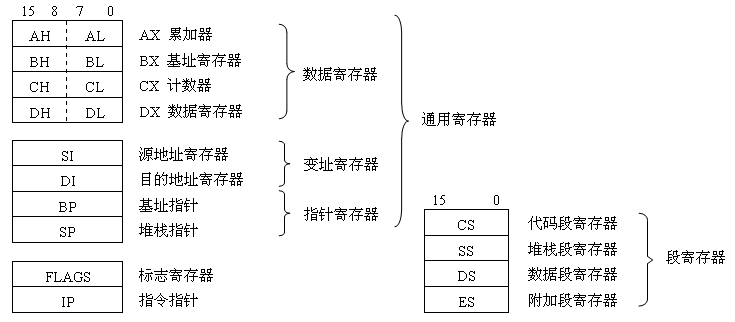 15 8 7 0
AH AL AX 累加器
BH BL BX 基址寄存器
数据寄存器
CH CL CX 计数器
DH DL DX 数据寄存器
通用寄存器
SI 源地址寄存器
变址寄存器
DI 目的地址寄存器
BP 基址指针
指针寄存器
SP 堆栈指针
15 0
CS 代码段寄存器
SS 堆栈段寄存器
段寄存器
DS 数据段寄存器
ES 附加段寄存器
FLAGS 标志寄存器
IP 指令指针